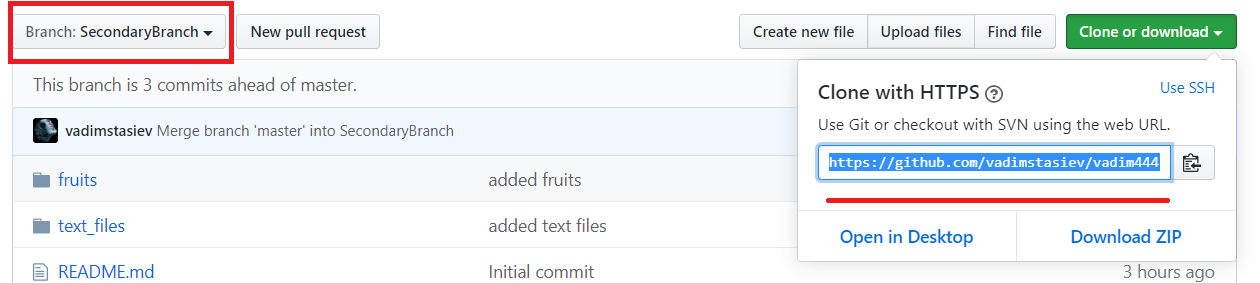 Branch: SecondaryBranch New pull request Create new file Upload files Find file Clone or download
This branch is 3 commits ahead of master.
Clone with HTTPS ? Use SSH
Use Git or checkout with SVN using the web URL.
vadimstasiev Merge branch 'master' into SecondaryBranch
https://github.com/vadimstasiev/vadim444
fruits added fruits
text_files added text files
Open in Desktop Download ZIP
README.md Initial commit 3 hours ago